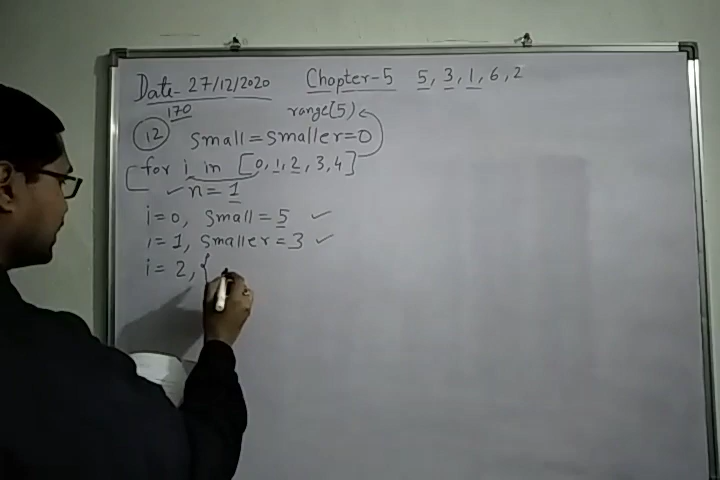 Date- 27/12/2020 Chapter-5 5, 3, 1, 6, 2
170 range(5)
12 Small = Smaller = 0
for i in [0, 1, 2, 3, 4]
✓ n = 1
i = 0, Small = 5 ✓
i = 1, Smaller = 3 ✓
i = 2, {